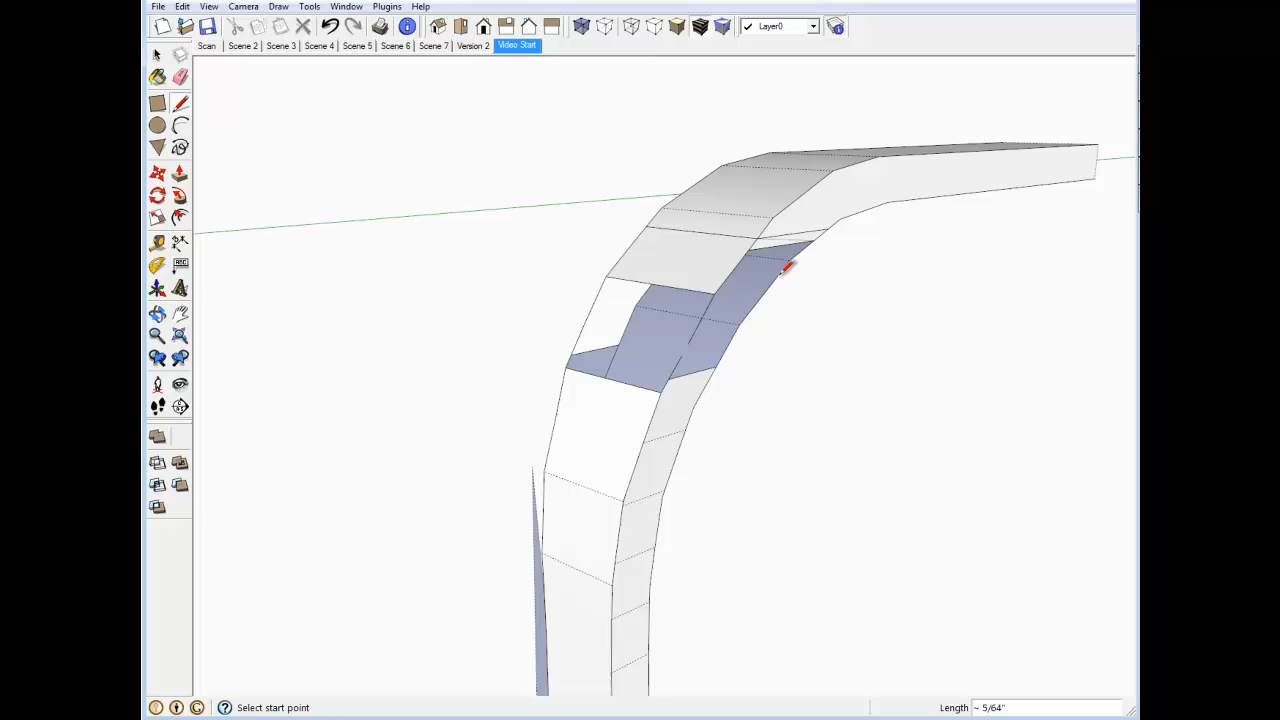 File Edit View Camera Draw Tools Window Plugins Help
Layer0
Scan Scene 2 Scene 3 Scene 4 Scene 5 Scene 6 Scene 7 Version 2 Video Start
ABC
Select start point Length ~ 5/64"